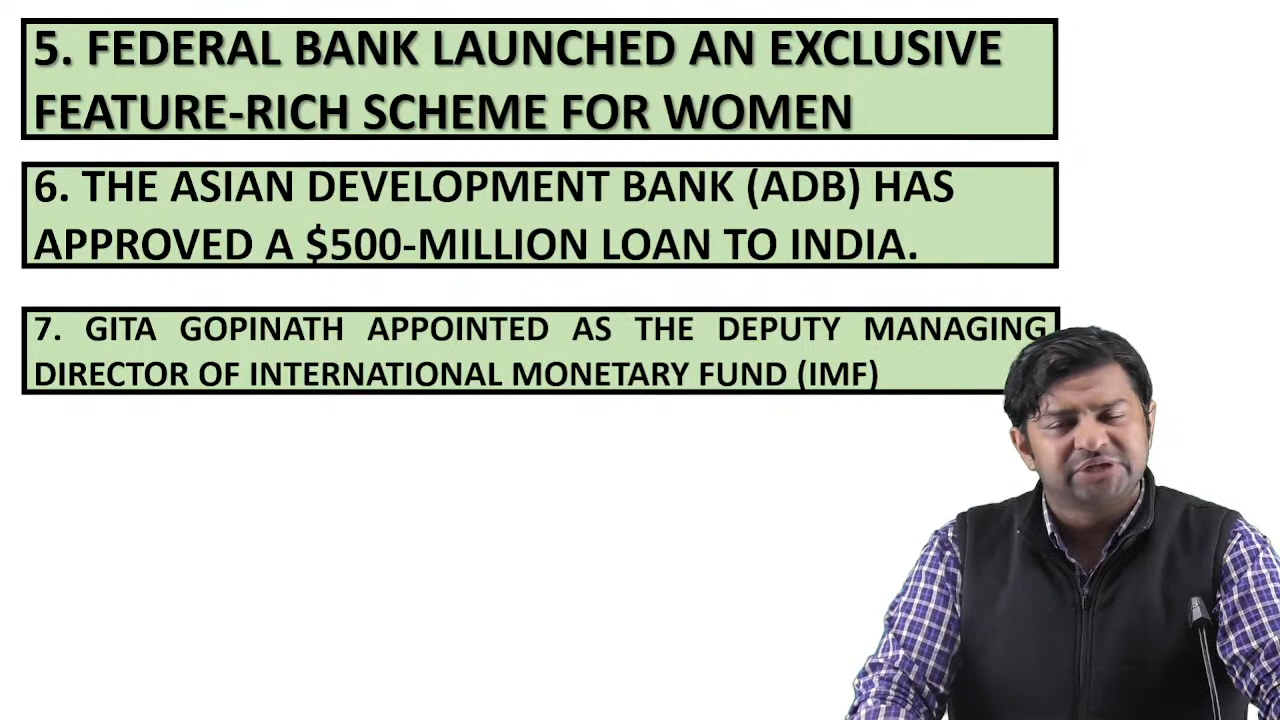 5. FEDERAL BANK LAUNCHED AN EXCLUSIVE
FEATURE-RICH SCHEME FOR WOMEN
6. THE ASIAN DEVELOPMENT BANK (ADB) HAS
APPROVED A $500-MILLION LOAN TO INDIA.
7. GITA GOPINATH APPOINTED AS THE DEPUTY MANAGING
DIRECTOR OF INTERNATIONAL MONETARY FUND (IMF)